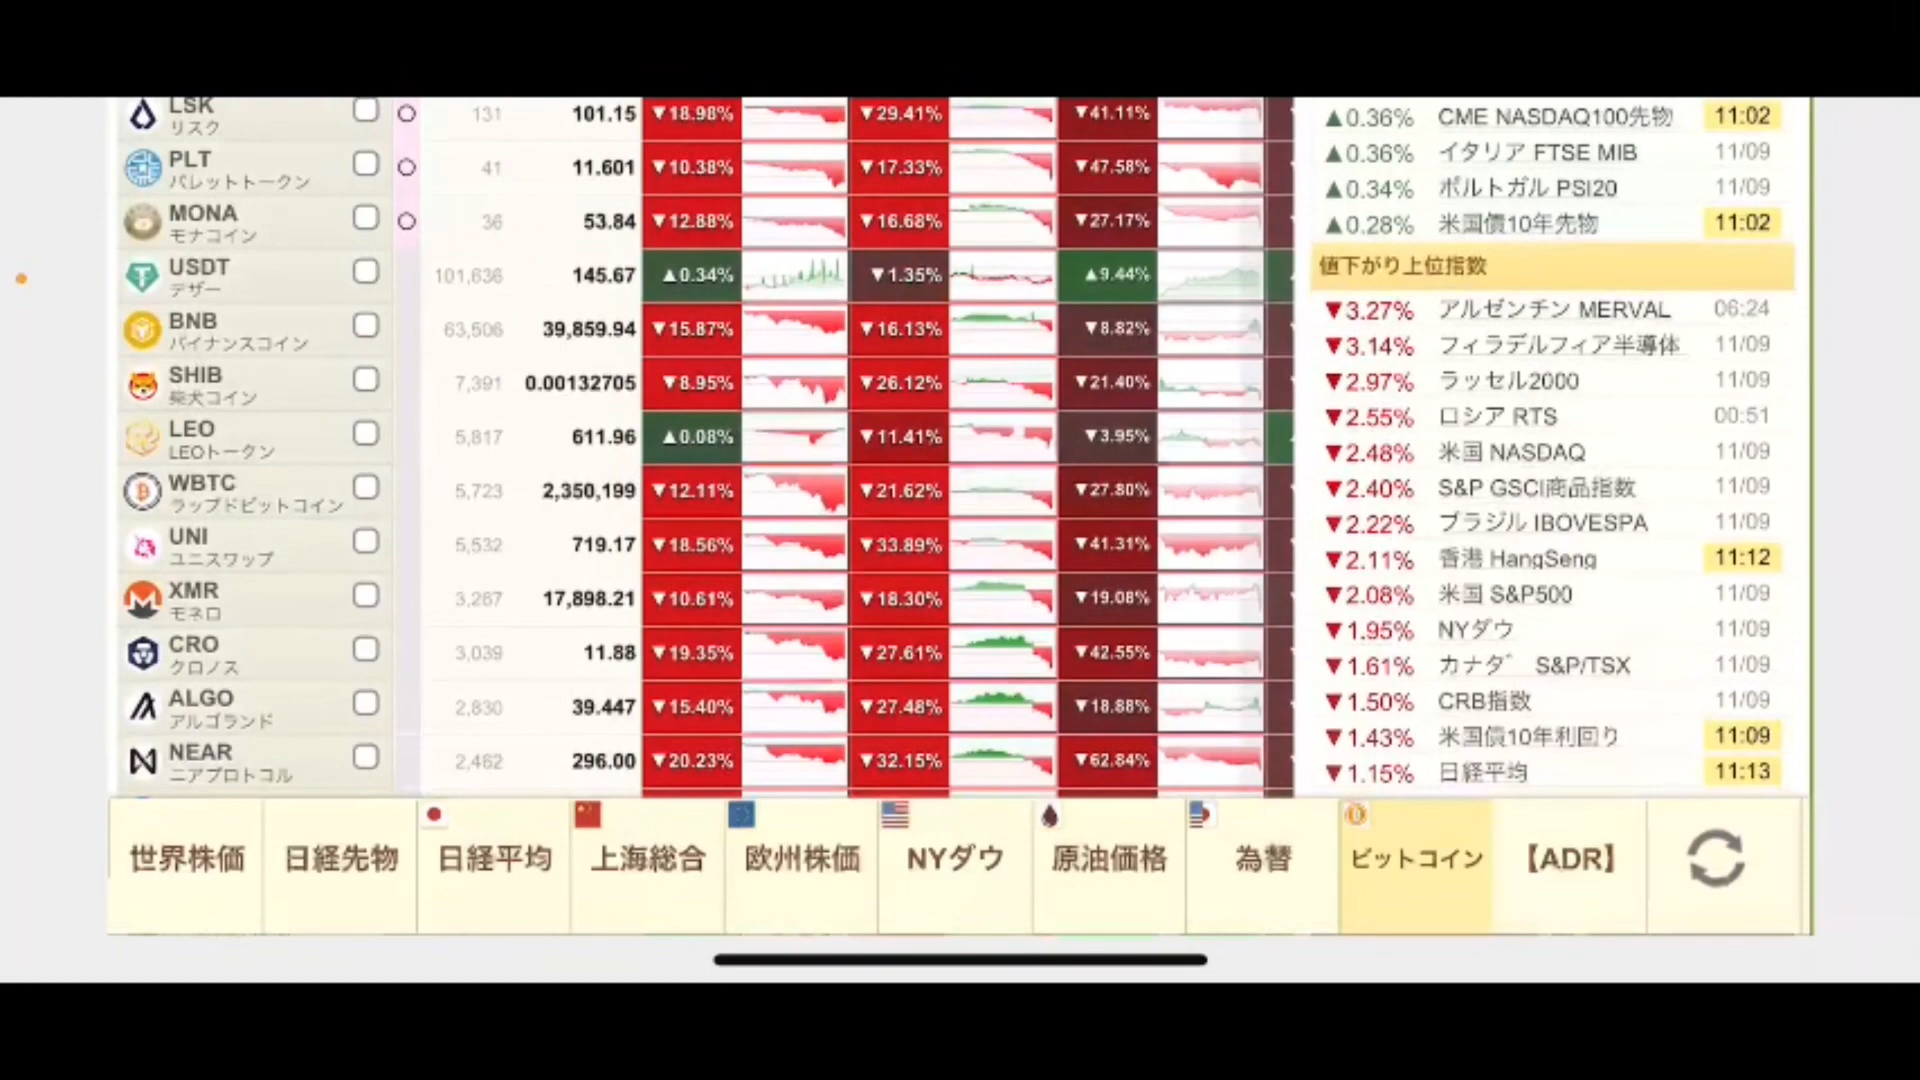 LSK
リスク
131 101.15 ▼18.98% ▼29.41% ▼41.11%
PLT
パレットトークン
41 11.601 ▼10.38% ▼17.33% ▼47.58%
MONA
モナコイン
36 53.84 ▼12.88% ▼16.68% ▼27.17%
USDT
テザー
101,636 145.67 ▲0.34% ▼1.35% ▲9.44%
BNB
バイナンスコイン
63,506 39,859.94 ▼15.87% ▼16.13% ▼8.82%
SHIB
柴犬コイン
7,391 0.00132705 ▼8.95% ▼26.12% ▼21.40%
LEO
LEOトークン
5,817 611.96 ▲0.08% ▼11.41% ▼3.95%
WBTC
ラップドビットコイン
5,723 2,350,199 ▼12.11% ▼21.62% ▼27.80%
UNI
ユニスワップ
5,532 719.17 ▼18.56% ▼33.89% ▼41.31%
XMR
モネロ
3,267 17,898.21 ▼10.61% ▼18.30% ▼19.08%
CRO
クロノス
3,039 11.88 ▼19.35% ▼27.61% ▼42.55%
ALGO
アルゴランド
2,830 39.447 ▼15.40% ▼27.48% ▼18.88%
NEAR
ニアプロトコル
2,462 296.00 ▼20.23% ▼32.15% ▼62.84%
▲0.36% CME NASDAQ100先物 11:02
▲0.36% イタリア FTSE MIB 11/09
▲0.34% ポルトガル PSI20 11/09
▲0.28% 米国債10年先物 11:02
値下がり上位指数
▼3.27% アルゼンチン MERVAL 06:24
▼3.14% フィラデルフィア半導体 11/09
▼2.97% ラッセル2000 11/09
▼2.55% ロシア RTS 00:51
▼2.48% 米国 NASDAQ 11/09
▼2.40% S&P GSCI商品指数 11/09
▼2.22% ブラジル IBOVESPA 11/09
▼2.11% 香港 HangSeng 11:12
▼2.08% 米国 S&P500 11/09
▼1.95% NYダウ 11/09
▼1.61% カナダ゛ S&P/TSX 11/09
▼1.50% CRB指数 11/09
▼1.43% 米国債10年利回り 11:09
▼1.15% 日経平均 11:13
世界株価 日経先物 日経平均 上海総合 欧州株価 NYダウ 原油価格 為替 ビットコイン 【ADR】